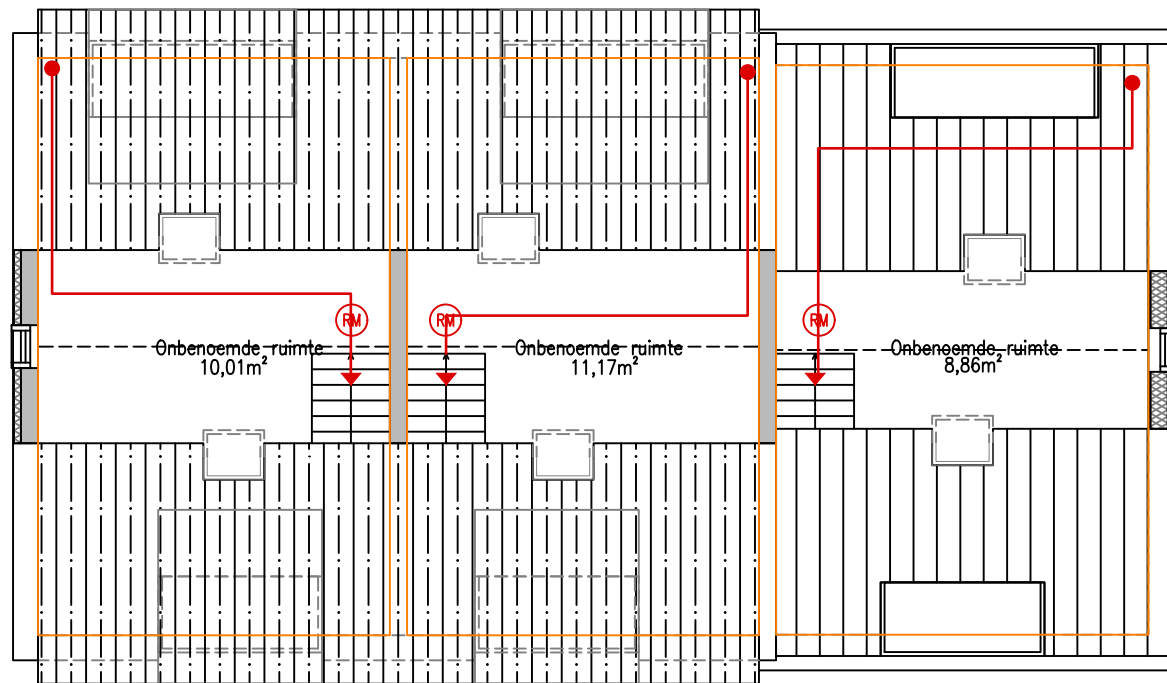 RM
RM
RM
Onbenoemde ruimte
10,01m²
Onbenoemde ruimte
11,17m²
Onbenoemde ruimte
8,86m²